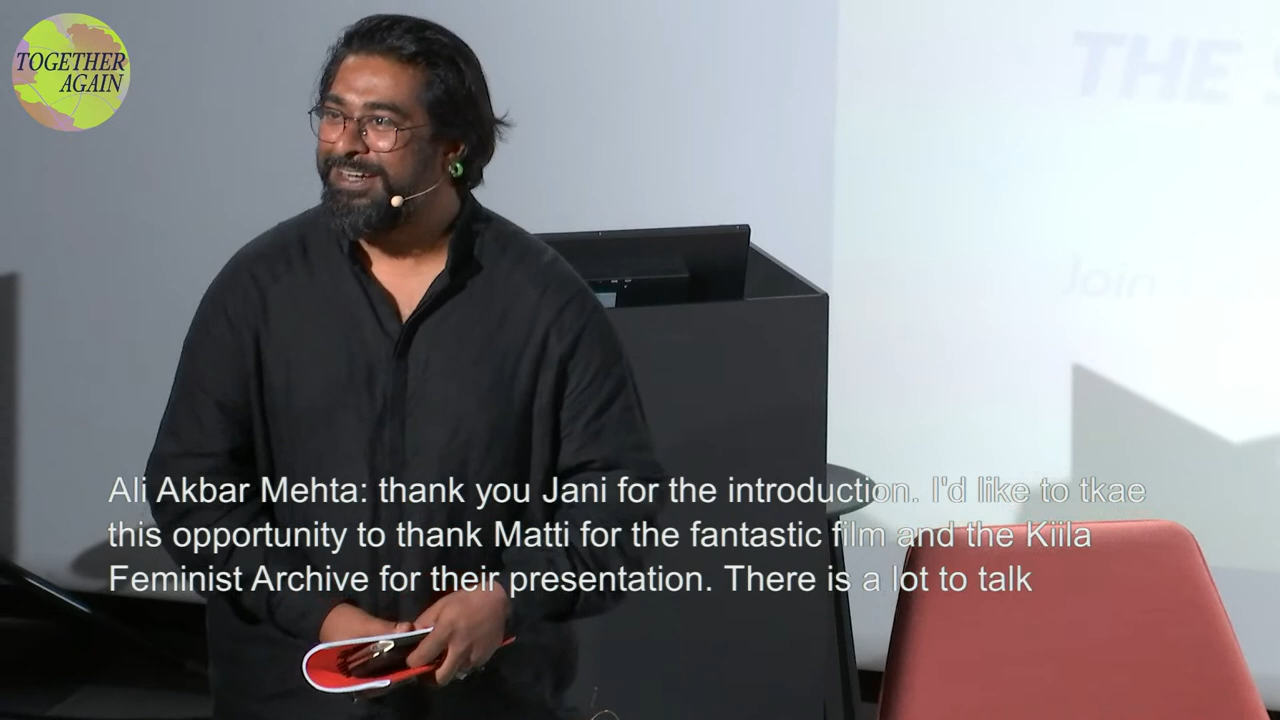 TOGETHER
AGAIN
THE
Join
Ali Akbar Mehta: thank you Jani for the introduction. I'd like to tkae
this opportunity to thank Matti for the fantastic film and the Kiila
Feminist Archive for their presentation. There is a lot to talk